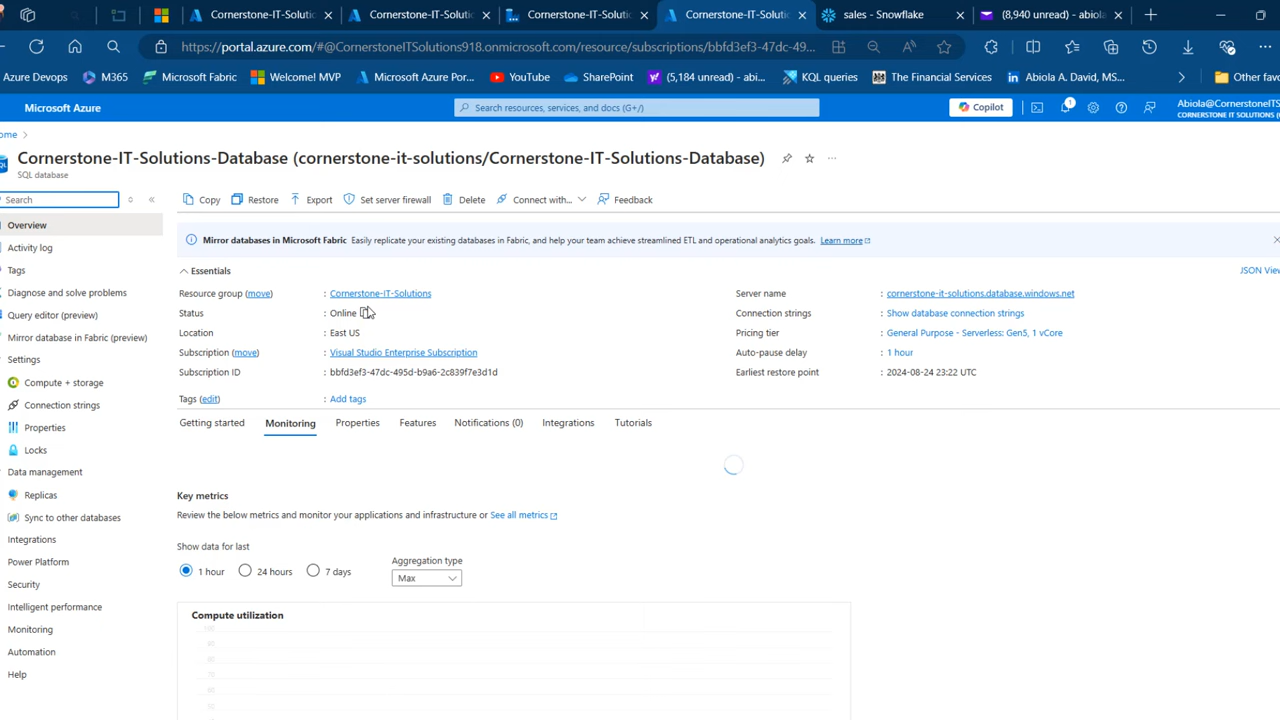 Cornerstone-IT-Soluti
Cornerstone-IT-Solutio
Cornerstone-IT-Solutio
Cornerstone-IT-Solutio
sales - Snowflake
(8,940 unread) - abiola
https://portal.azure.com/#@CornerstoneITSolutions918.onmicrosoft.com/resource/subscriptions/bbfd3ef3-47dc-49...
Azure Devops
M365
Microsoft Fabric
Welcome! MVP
Microsoft Azure Por...
YouTube
SharePoint
(5,184 unread) - abi...
KQL queries
The Financial Services
Abiola A. David, MS...
Other fav
Microsoft Azure
Search resources, services, and docs (G+/)
Copilot
1
Abiola@CornerstoneITS
CORNERSTONE IT SOLUTIONS (
ome
Cornerstone-IT-Solutions-Database (cornerstone-it-solutions/Cornerstone-IT-Solutions-Database)
SQL database
Search
Copy
Restore
Export
Set server firewall
Delete
Connect with...
Feedback
Overview
Activity log
Tags
Diagnose and solve problems
Query editor (preview)
Mirror database in Fabric (preview)
Settings
Compute + storage
Connection strings
Properties
Locks
Data management
Replicas
Sync to other databases
Integrations
Power Platform
Security
Intelligent performance
Monitoring
Automation
Help
Mirror databases in Microsoft Fabric Easily replicate your existing databases in Fabric, and help your team achieve streamlined ETL and operational analytics goals. Learn more
Essentials
JSON View
Resource group (move) : Cornerstone-IT-Solutions
Status : Online
Location : East US
Subscription (move) : Visual Studio Enterprise Subscription
Subscription ID : bbfd3ef3-47dc-495d-b9a6-2c839f7e3d1d
Tags (edit) : Add tags
Server name : cornerstone-it-solutions.database.windows.net
Connection strings : Show database connection strings
Pricing tier : General Purpose - Serverless: Gen5, 1 vCore
Auto-pause delay : 1 hour
Earliest restore point : 2024-08-24 23:22 UTC
Getting started
Monitoring
Properties
Features
Notifications (0)
Integrations
Tutorials
Key metrics
Review the below metrics and monitor your applications and infrastructure or See all metrics
Show data for last
1 hour
24 hours
7 days
Aggregation type
Max
Compute utilization
100
90
80
70